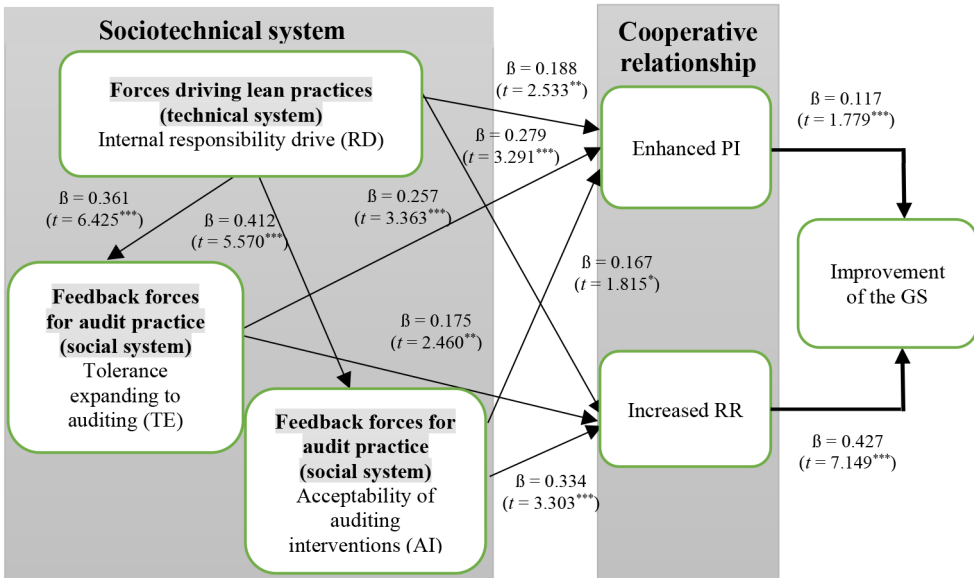 Sociotechnical system
Forces driving lean practices
(technical system)
Internal responsibility drive (RD)
ß = 0.361
(t = 6.425***)
ß = 0.412
(t = 5.570***)
Feedback forces
for audit practice
(social system)
Tolerance
expanding to
auditing (TE)
Feedback forces for
audit practice
(social system)
Acceptability of
auditing
interventions (AI)
ß = 0.188
(t = 2.533**)
ß = 0.279
(t = 3.291***)
ß = 0.257
(t = 3.363***)
ß = 0.167
(t = 1.815*)
ß = 0.175
(t = 2.460**)
ß = 0.334
(t = 3.303***)
Cooperative
relationship
Enhanced PI
Increased RR
ß = 0.117
(t = 1.779***)
Improvement
of the GS
ß = 0.427
(t = 7.149***)